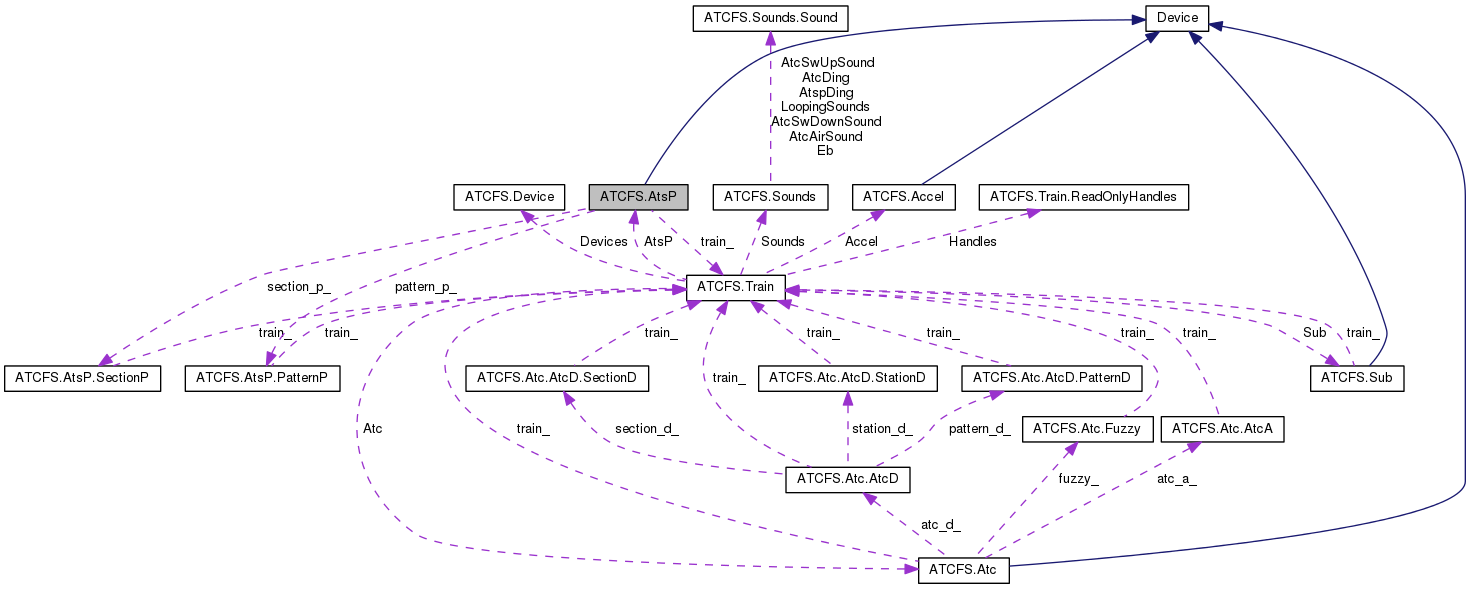 ATCFS.Sounds.Sound
Device
AtcSwUpSound
AtcDing
AtspDing
LoopingSounds
AtcSwDownSound
AtcAirSound
Eb
ATCFS.Device
ATCFS.AtsP
ATCFS.Sounds
ATCFS.Accel
ATCFS.Train.ReadOnlyHandles
Devices
AtsP
train_
Sounds
Accel
Handles
section_p_
pattern_p_
ATCFS.Train
train_
train_
train_
train_
train_
train_
train_
Sub
train_
ATCFS.AtsP.SectionP
ATCFS.AtsP.PatternP
ATCFS.Atc.AtcD.SectionD
train_
ATCFS.Atc.AtcD.StationD
ATCFS.Atc.AtcD.PatternD
ATCFS.Sub
Atc
train_
section_d_
station_d_
pattern_d_
ATCFS.Atc.Fuzzy
ATCFS.Atc.AtcA
ATCFS.Atc.AtcD
fuzzy_
atc_a_
atc_d_
ATCFS.Atc